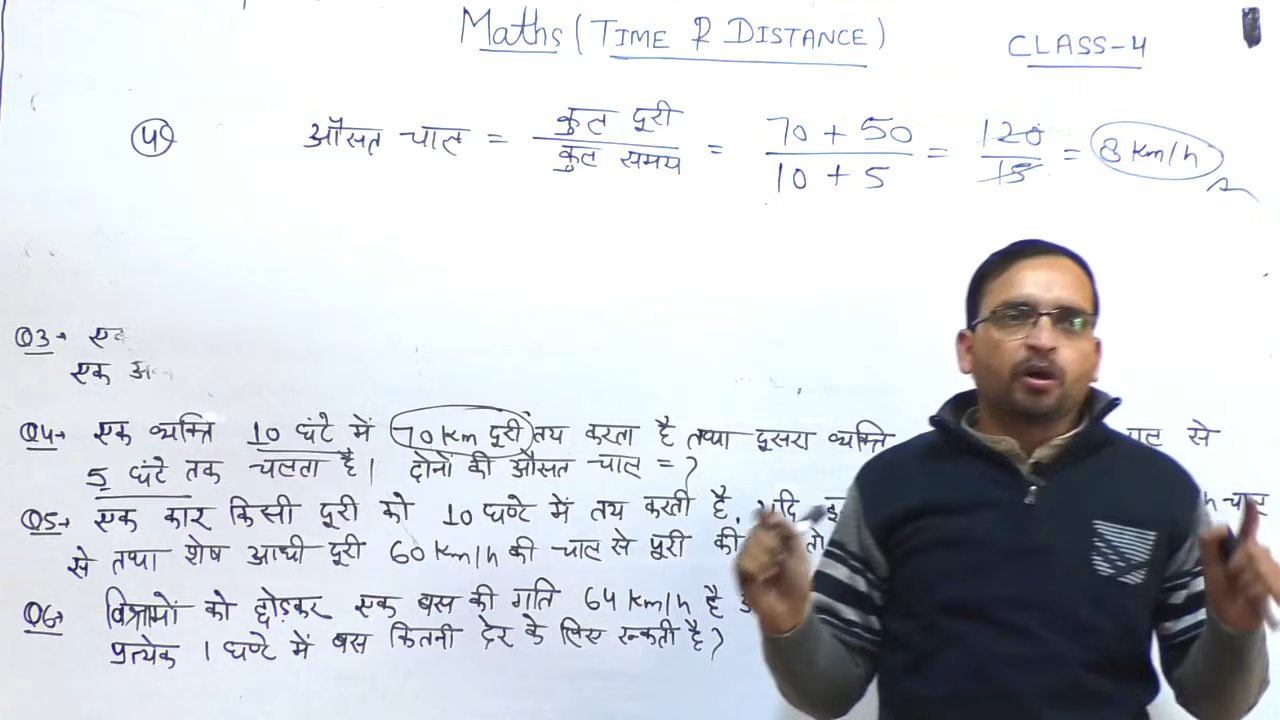 Maths (TIME & DISTANCE) CLASS-4
4 औसत चाल = कुल दूरी / कुल समय = 70 + 50 / 10 + 5 = 120 / 15 = 8 km/h
Q3→ एक
एक
Q4→ एक व्यक्ति 10 घंटे में 70 km दूरी तय करता है तथा दूसरा व्यक्ति से
5 घंटे तक चलता है। दोनों की औसत चाल = ?
Q5→ एक कार किसी दूरी को 10 घण्टे में तय करती है, यदि चाल
से तथा शेष आधी दूरी 60 km/h की चाल से पूरी की तो
Q6→ विश्रामों को छोड़कर एक बस की गति 64 km/h है
प्रत्येक 1 घण्टे में बस कितनी देर के लिए रुकती है?